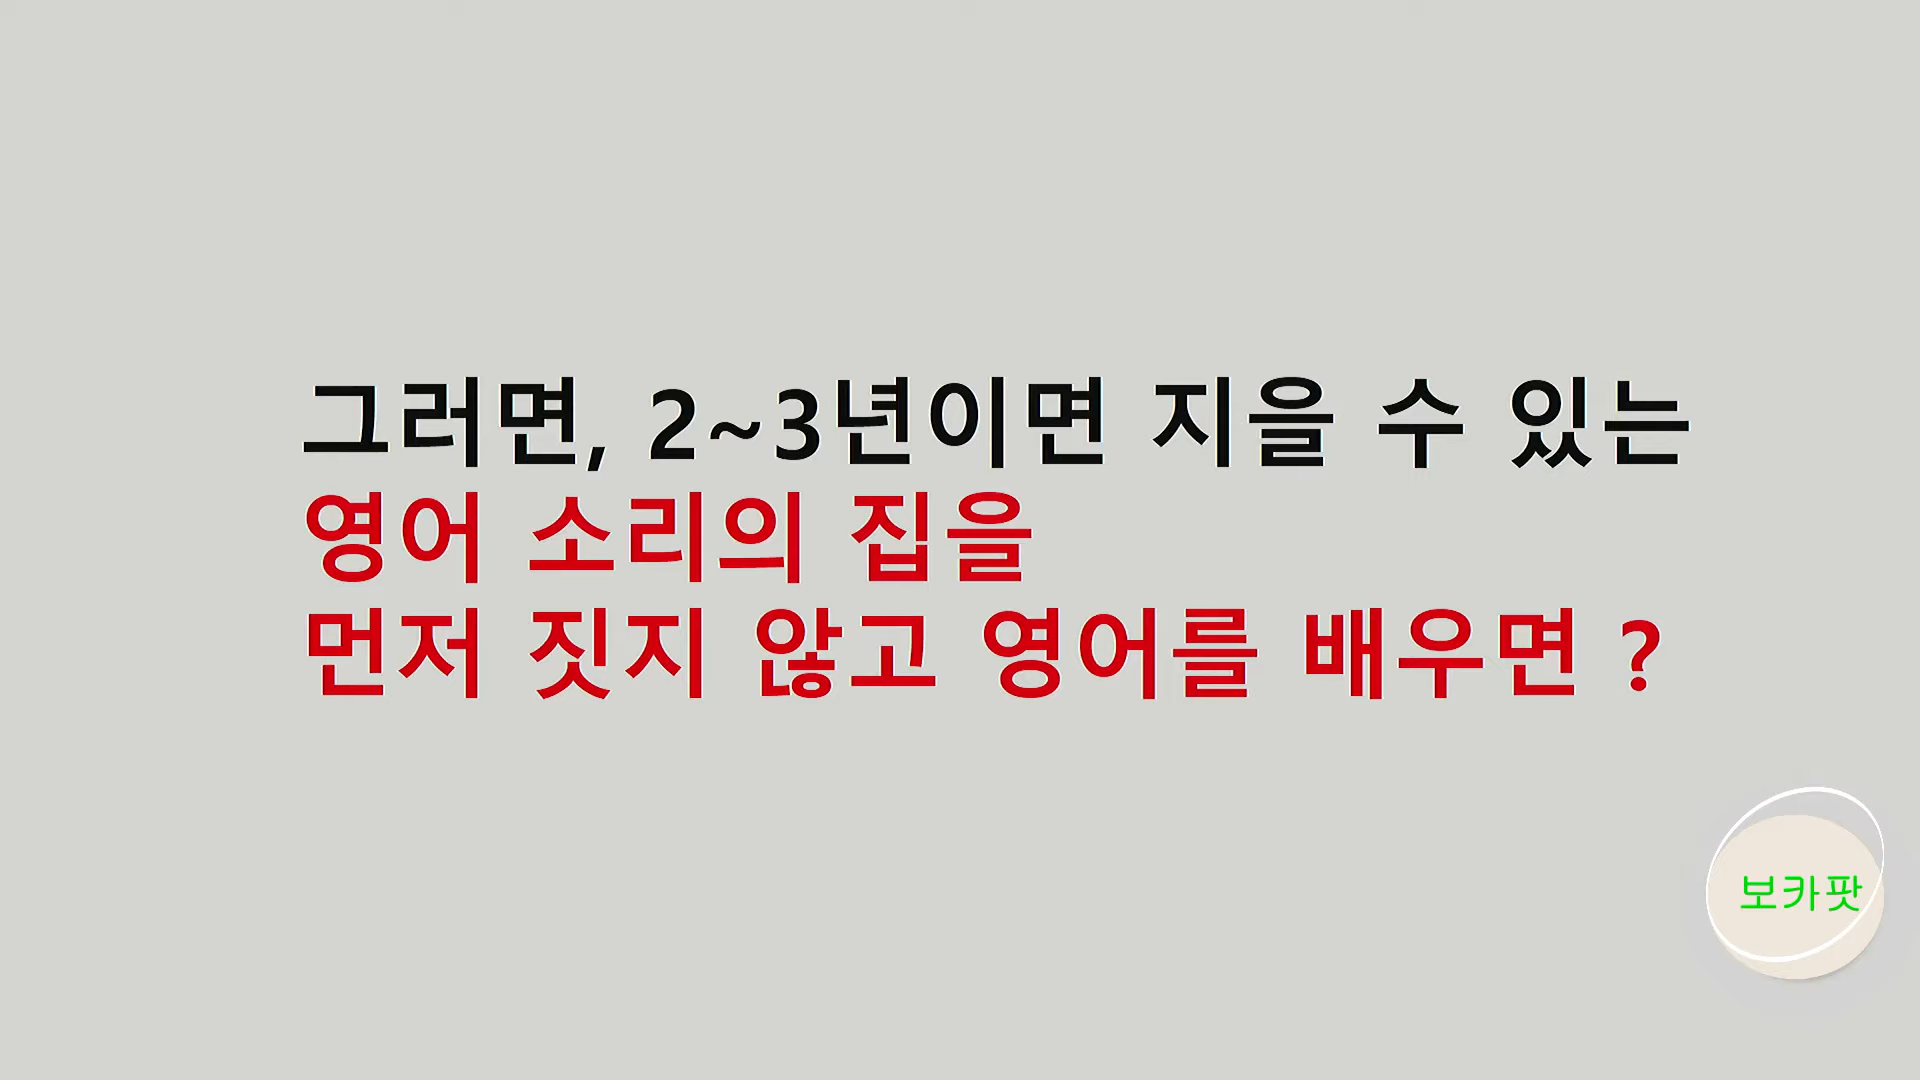 그러면, 2~3년이면 지을 수 있는
영어 소리의 집을
먼저 짓지 않고 영어를 배우면 ?
보카팟